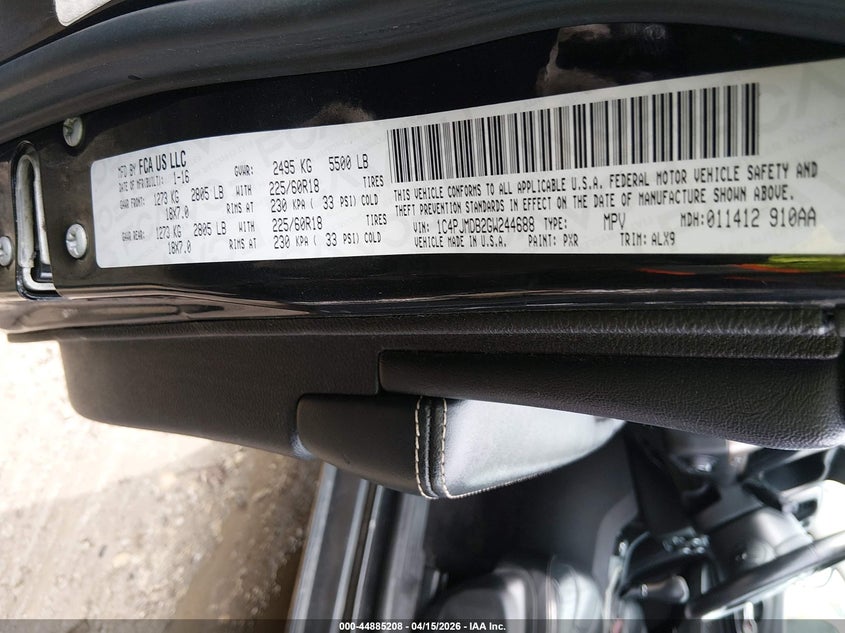 MFD BY FCA US LLC
DATE OF MFR(BUILT): 1-16 GVWR: 2495 KG 5500 LB
GAWR FRONT: 1273 KG 2805 LB WITH 225/60R18 TIRES
18X7.0 RIMS AT 230 KPA ( 33 PSI) COLD
GAWR REAR: 1273 KG 2805 LB WITH 225/60R18 TIRES
18X7.0 RIMS AT 230 KPA ( 33 PSI) COLD
THIS VEHICLE CONFORMS TO ALL APPLICABLE U.S.A. FEDERAL MOTOR VEHICLE SAFETY AND
THEFT PREVENTION STANDARDS IN EFFECT ON THE DATE OF MANUFACTURE SHOWN ABOVE.
VIN: 1C4PJMDB2GW244688 TYPE: MPV MDH:011412 910AA
MADE IN U.S.A. PAINT: PXR TRIM: ALX9
000-44885208 - 04/15/2026 - IAA Inc.